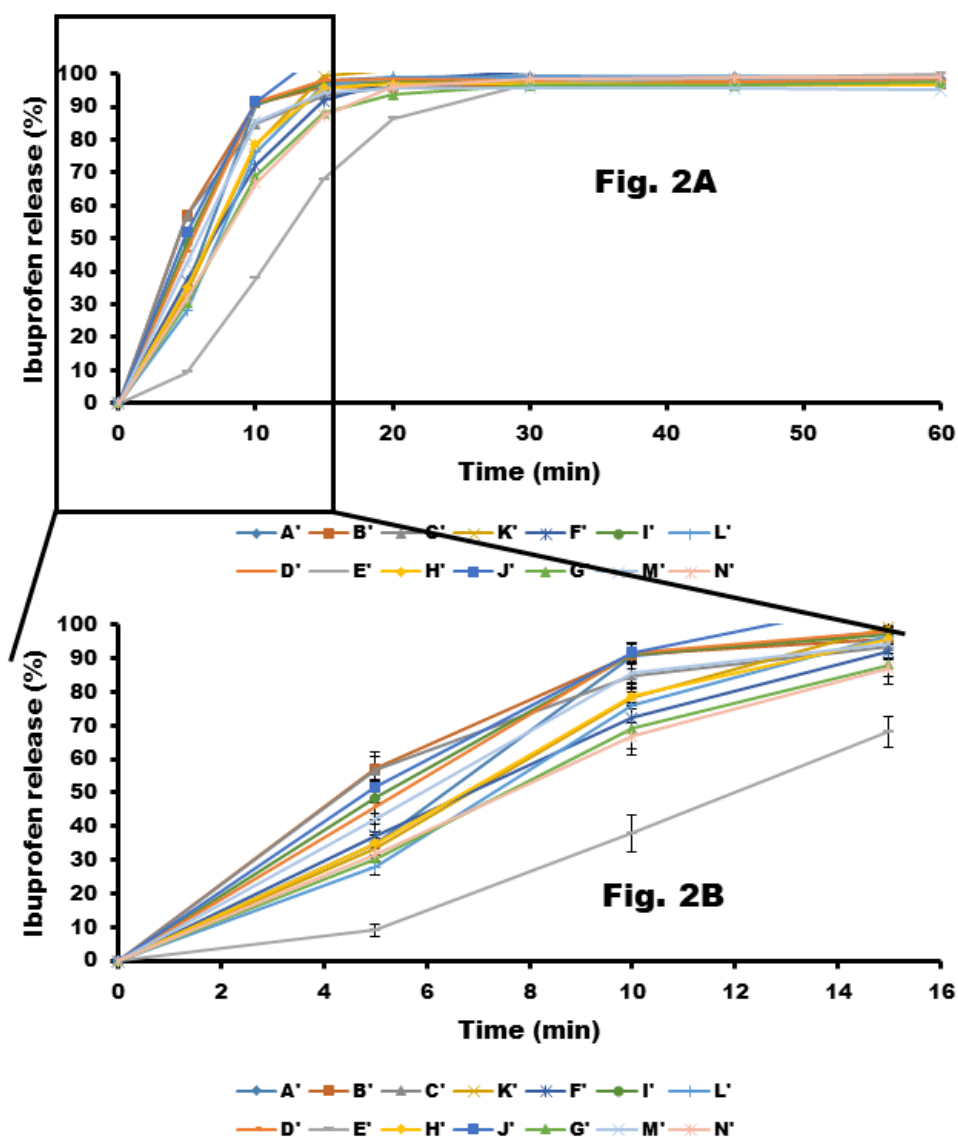 100
90
80
70
60
50
40
30
20
10
0
Ibuprofen release (%)
Fig. 2A
0 10 20 30 40 50 60
Time (min)
A' B' C' K' F' I' L'
D' E' H' J' G' M' N'
100
90
80
70
60
50
40
30
20
10
0
Ibuprofen release (%)
Fig. 2B
0 2 4 6 8 10 12 14 16
Time (min)
A' B' C' K' F' I' L'
D' E' H' J' G' M' N'